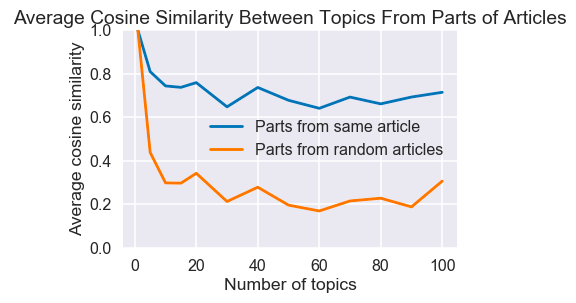 Average Cosine Similarity Between Topics From Parts of Articles
1.0
0.8
0.6
0.4
0.2
0.0
Average cosine similarity
Parts from same article
Parts from random articles
0 20 40 60 80 100
Number of topics